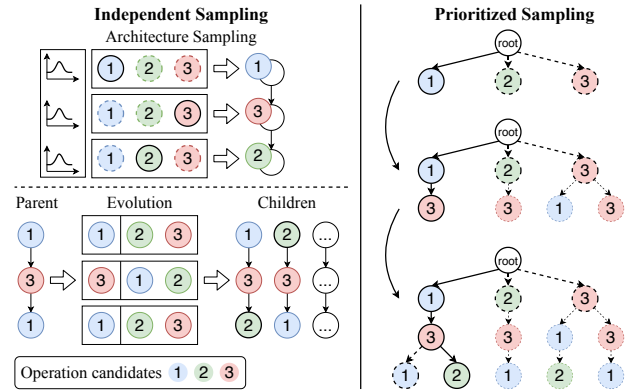 Independent Sampling
Architecture Sampling
1 2 3 1
1 2 3 3
1 2 3 2
Parent Evolution Children
1 1 2 3 1 2 ...
3 3 1 2 3 3 ...
1 1 2 3 2 1 ...
Operation candidates 1 2 3
Prioritized Sampling
root
1 2 3
root
1 2 3
3 3 1 3
root
1 2 3
3 3 1 3
1 2 1 2 1